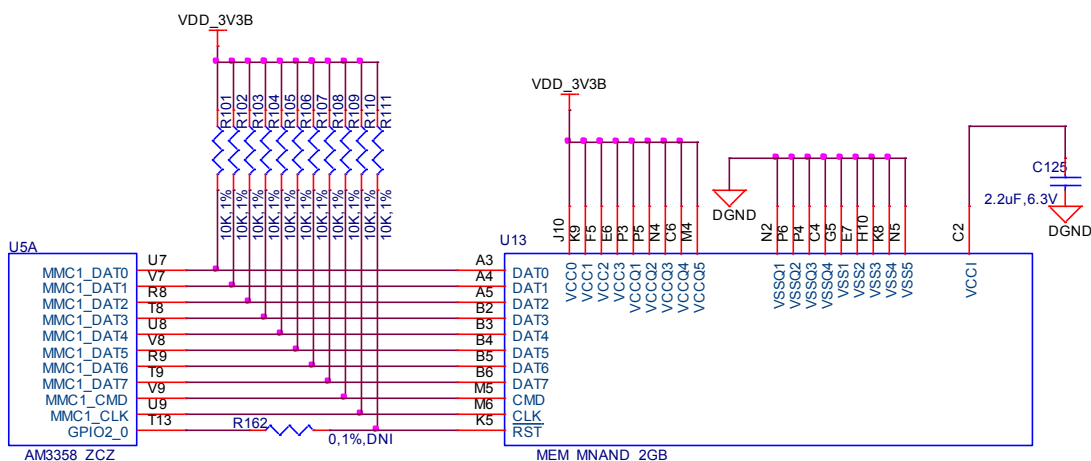 VDD_3V3B
R101
R102
R103
R104
R105
R106
R107
R108
R109
R110
R111
10K,1%
10K,1%
10K,1%
10K,1%
10K,1%
10K,1%
10K,1%
10K,1%
10K,1%
10K,1%
10K,1%
VDD_3V3B
DGND
C125
2.2uF,6.3V
DGND
J10
K9
F5
E6
P3
P5
N4
C6
M4
N2
P6
P4
C4
G5
E7
H10
K8
N5
C2
VCC0
VCC1
VCC2
VCC3
VCCQ1
VCCQ2
VCCQ3
VCCQ4
VCCQ5
VSSQ1
VSSQ2
VSSQ3
VSSQ4
VSS1
VSS2
VSS3
VSS4
VSS5
VCCI
U5A
U13
MMC1_DAT0 U7 A3 DAT0
MMC1_DAT1 V7 A4 DAT1
MMC1_DAT2 R8 A5 DAT2
MMC1_DAT3 T8 B2 DAT3
MMC1_DAT4 U8 B3 DAT4
MMC1_DAT5 V8 B4 DAT5
MMC1_DAT6 R9 B5 DAT6
MMC1_DAT7 T9 B6 DAT7
MMC1_CMD V9 M5 CMD
MMC1_CLK U9 M6 CLK
GPIO2_0 T13 R162 0,1%,DNI K5 RST
AM3358_ZCZ
MEM_MNAND_2GB